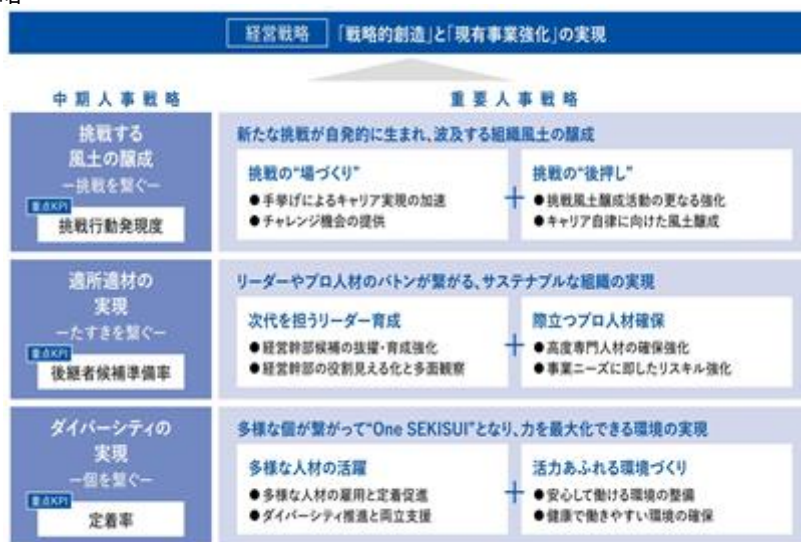 経営戦略 「戦略的創造」と「現有事業強化」の実現
中期人事戦略
重要人事戦略
挑戦する
風土の醸成
ー挑戦を繋ぐー
重点KPI
挑戦行動発現度
新たな挑戦が自発的に生まれ、波及する組織風土の醸成
挑戦の“場づくり”
●手挙げによるキャリア実現の加速
●チャレンジ機会の提供
+
挑戦の“後押し”
●挑戦風土醸成活動の更なる強化
●キャリア自律に向けた風土醸成
適所適材の
実現
ーたすきを繋ぐー
重点KPI
後継者候補準備率
リーダーやプロ人材のバトンが繋がる、サステナブルな組織の実現
次代を担うリーダー育成
●経営幹部候補の抜擢・育成強化
●経営幹部の役割見える化と多面観察
+
際立つプロ人材確保
●高度専門人材の確保強化
●事業ニーズに即したリスキル強化
ダイバーシティの
実現
ー個を繋ぐー
重点KPI
定着率
多様な個が繋がって“One SEKISUI”となり、力を最大化できる環境の実現
多様な人材の活躍
●多様な人材の雇用と定着促進
●ダイバーシティ推進と両立支援
+
活力あふれる環境づくり
●安心して働ける環境の整備
●健康で働きやすい環境の確保